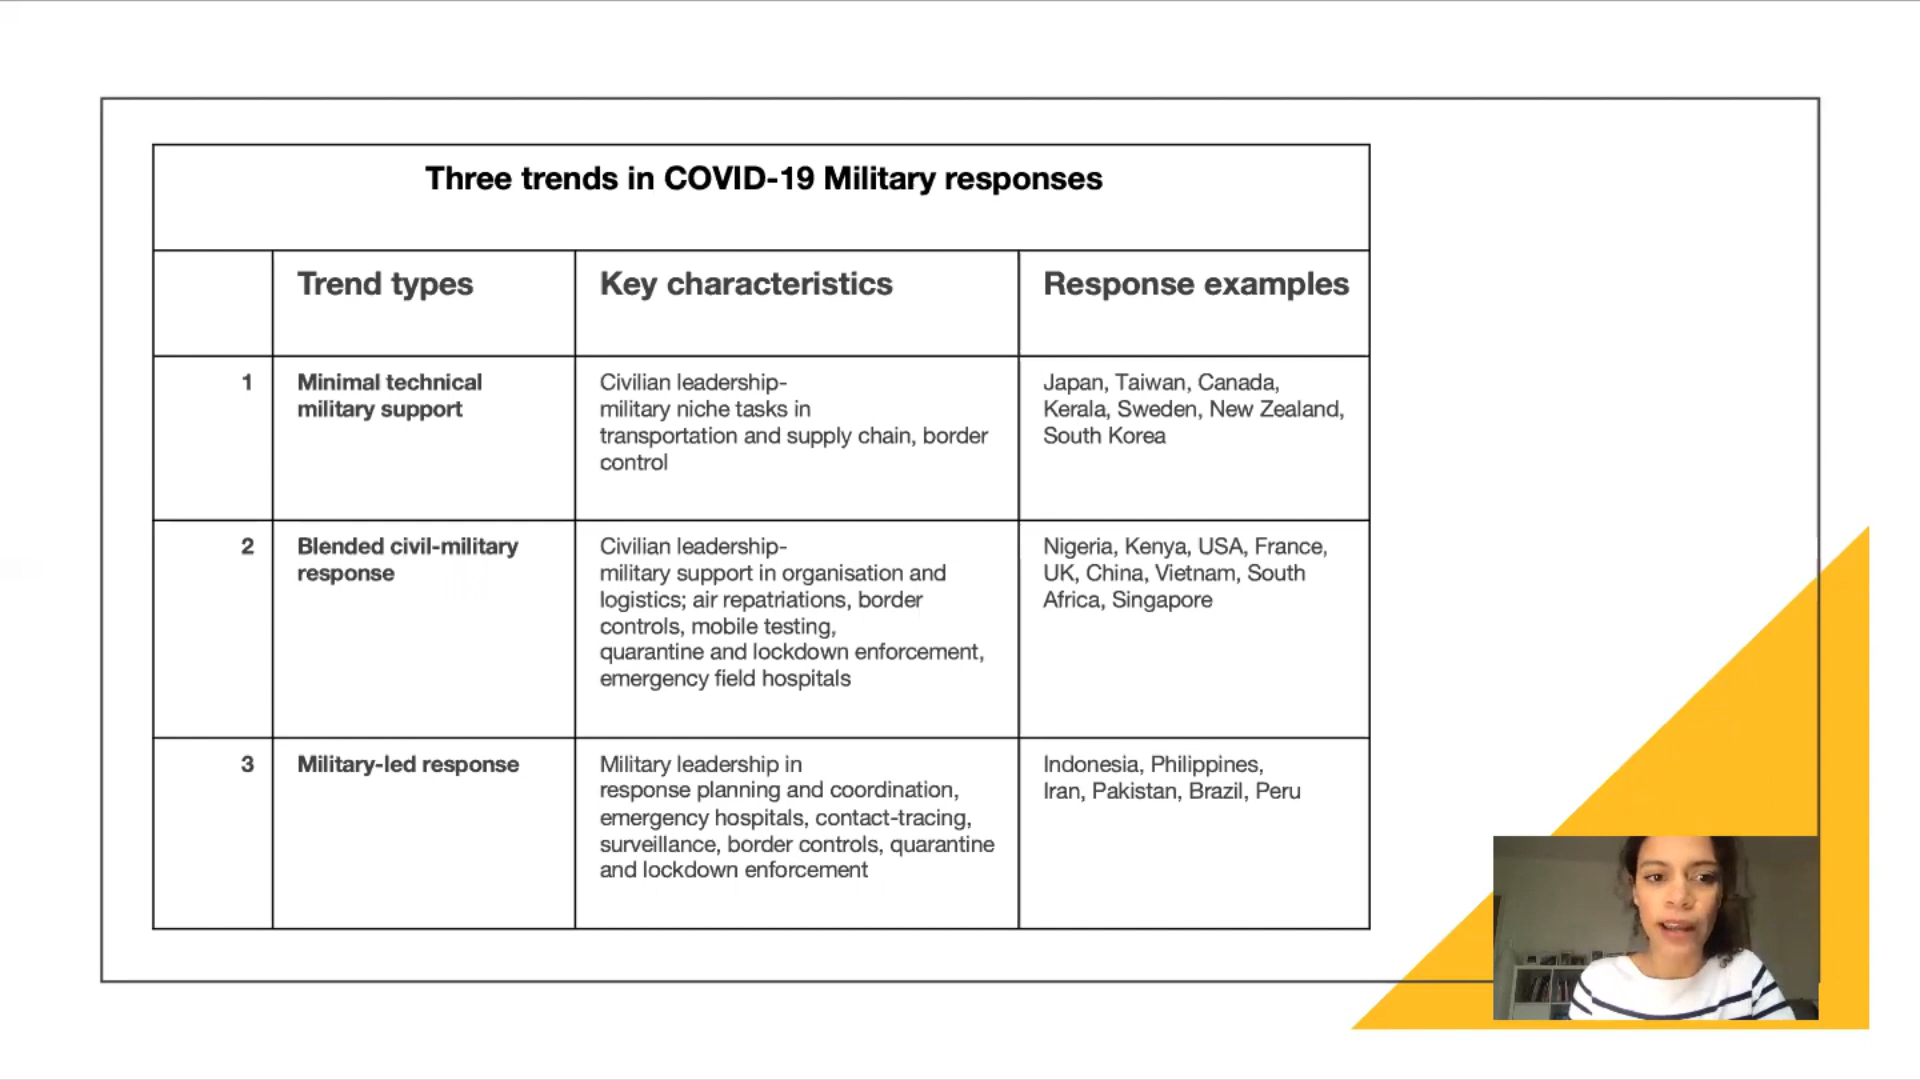 Three trends in COVID-19 Military responses
Trend types
Key characteristics
Response examples
1
Minimal technical
military support
Civilian leadership-
military niche tasks in
transportation and supply chain, border
control
Japan, Taiwan, Canada,
Kerala, Sweden, New Zealand,
South Korea
2
Blended civil-military
response
Civilian leadership-
military support in organisation and
logistics; air repatriations, border
controls, mobile testing,
quarantine and lockdown enforcement,
emergency field hospitals
Nigeria, Kenya, USA, France,
UK, China, Vietnam, South
Africa, Singapore
3
Military-led response
Military leadership in
response planning and coordination,
emergency hospitals, contact-tracing,
surveillance, border controls, quarantine
and lockdown enforcement
Indonesia, Philippines,
Iran, Pakistan, Brazil, Peru